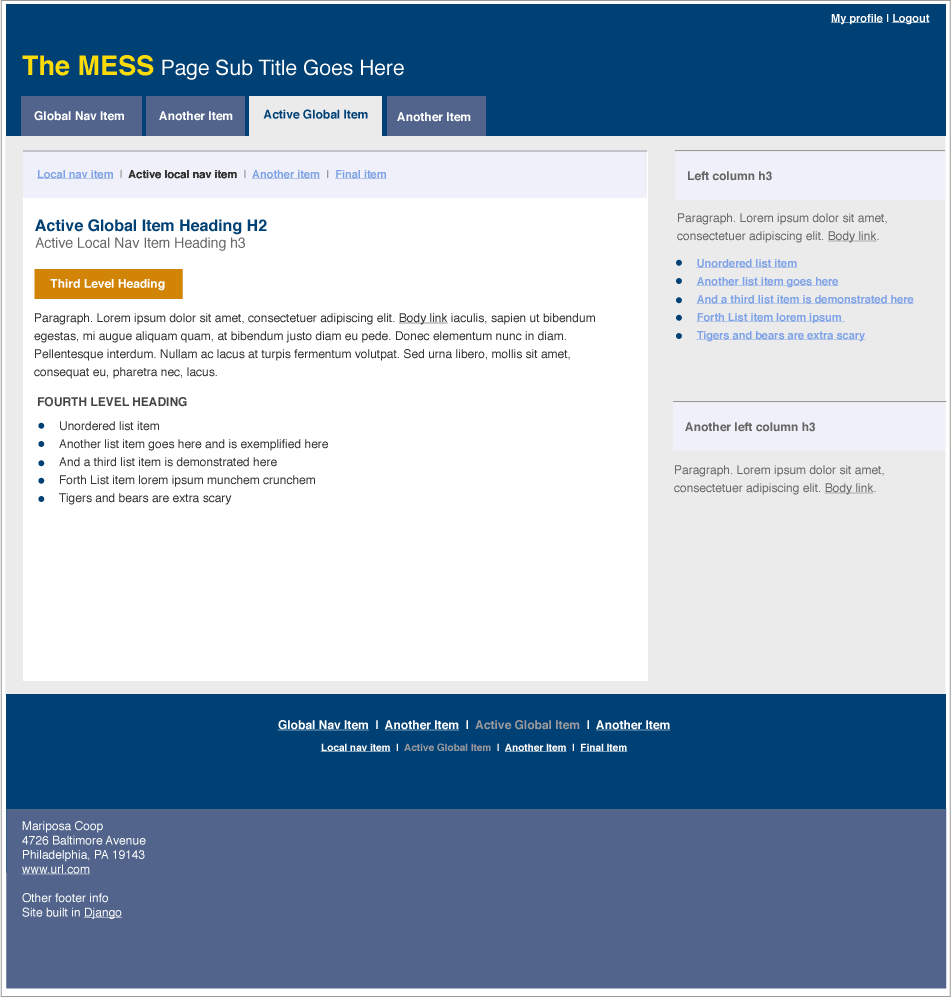 My profile | Logout
The MESS Page Sub Title Goes Here
Global Nav Item Another Item Active Global Item Another Item
Local nav item | Active local nav item | Another item | Final item
Active Global Item Heading H2
Active Local Nav Item Heading h3
Third Level Heading
Paragraph. Lorem ipsum dolor sit amet, consectetuer adipiscing elit. Body link iaculis, sapien ut bibendum
egestas, mi augue aliquam quam, at bibendum justo diam eu pede. Donec elementum nunc in diam.
Pellentesque interdum. Nullam ac lacus at turpis fermentum volutpat. Sed urna libero, mollis sit amet,
consequat eu, pharetra nec, lacus.
FOURTH LEVEL HEADING
Unordered list item
Another list item goes here and is exemplified here
And a third list item is demonstrated here
Forth List item lorem ipsum munchem crunchem
Tigers and bears are extra scary
Left column h3
Paragraph. Lorem ipsum dolor sit amet,
consectetuer adipiscing elit. Body link.
Unordered list item
Another list item goes here
And a third list item is demonstrated here
Forth List item lorem ipsum
Tigers and bears are extra scary
Another left column h3
Paragraph. Lorem ipsum dolor sit amet,
consectetuer adipiscing elit. Body link.
Global Nav Item | Another Item | Active Global Item | Another Item
Local nav item | Active Global Item | Another Item | Final Item
Mariposa Coop
4726 Baltimore Avenue
Philadelphia, PA 19143
www.url.com
Other footer info
Site built in Django